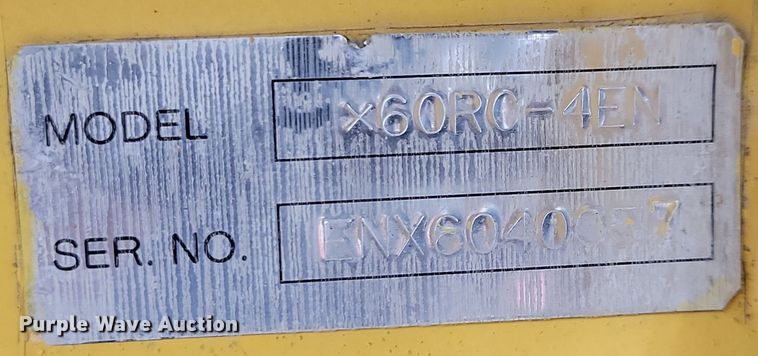 MODEL x60RC-4EN
SER. NO.
Purple Wave Auction